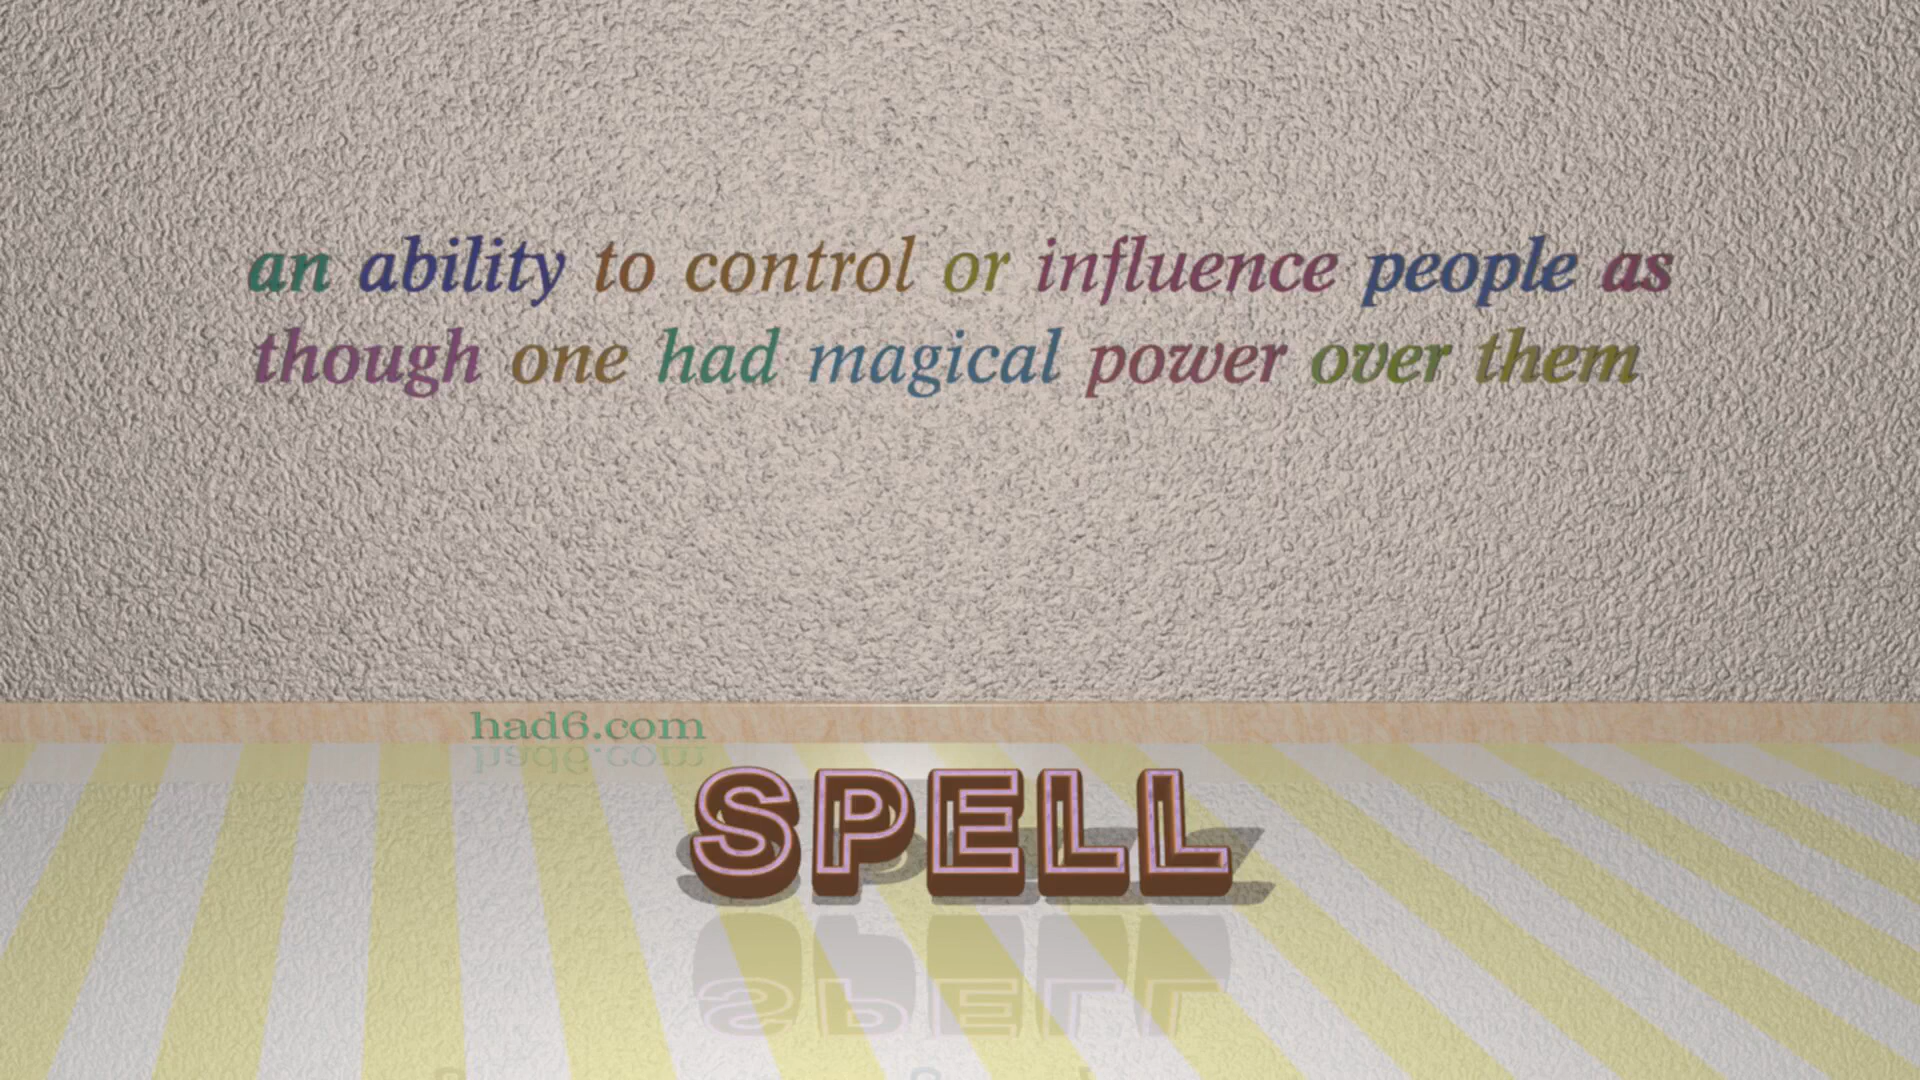 an ability to control or influence people as
though one had magical power over them
had6.com
SPELL